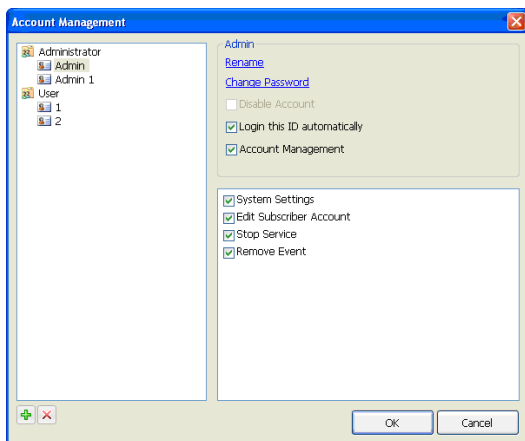 Account Management
Administrator
Admin
Admin 1
User
1
2
Admin
Rename
Change Password
Disable Account
Login this ID automatically
Account Management
System Settings
Edit Subscriber Account
Stop Service
Remove Event
OK
Cancel